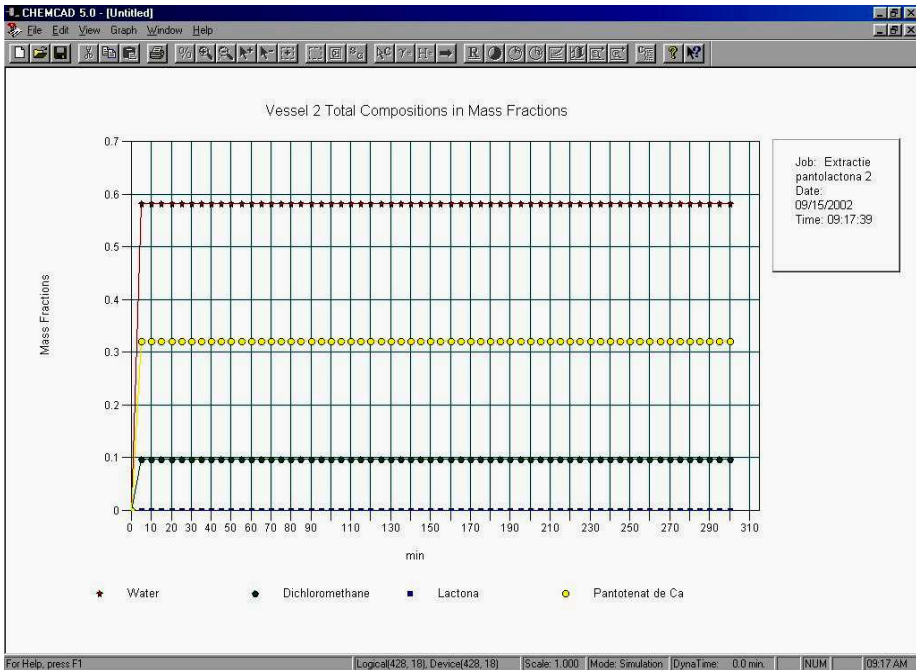 CHEMCAD 5.0 - [Untitled]
File Edit View Graph Window Help
Vessel 2 Total Compositions in Mass Fractions
Job: Extractie
pantolactona 2
Date:
09/15/2002
Time: 09:17:39
Mass Fractions
0.7
0.6
0.5
0.4
0.3
0.2
0.1
0
0 10 20 30 40 50 60 70 80 90 110 130 150 170 190 210 230 250 270 290 310
min
Water Dichloromethane Lactona Pantotenat de Ca
For Help, press F1 Logical(428, 18), Device(428, 18) Scale: 1.000 Mode: Simulation DynaTime: 0.0 min. NUM 09:17 AM